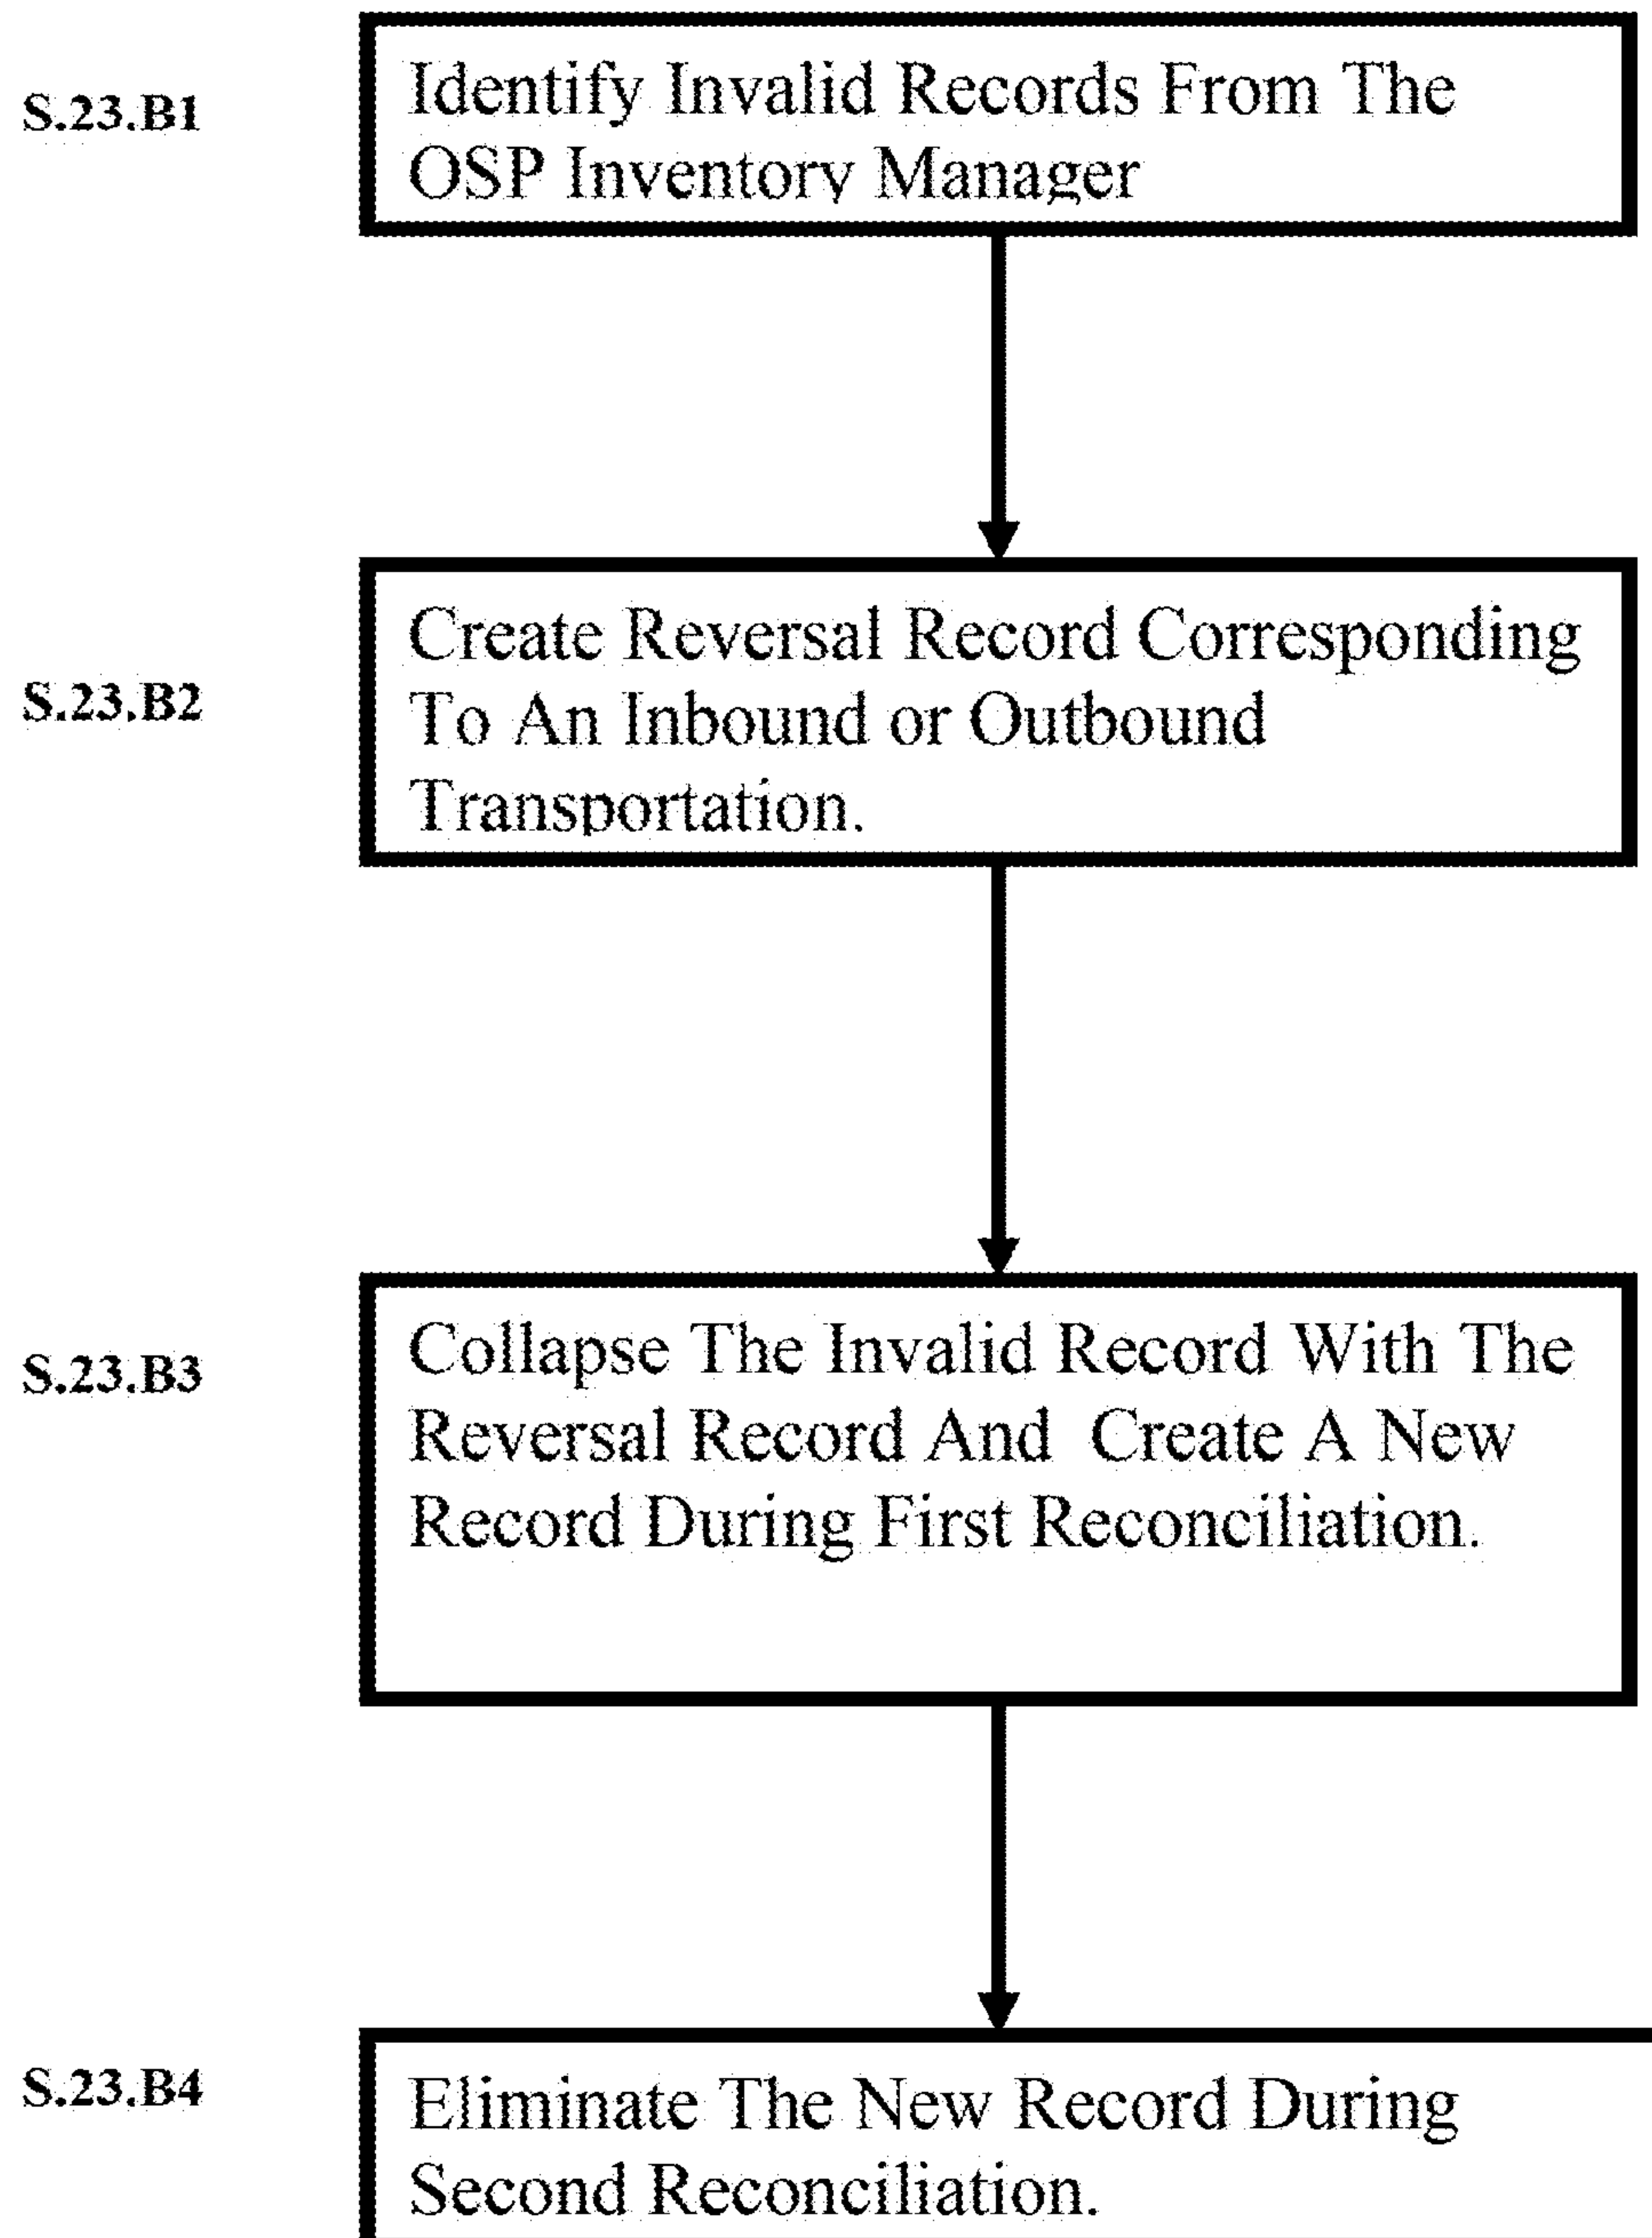 S.23.B1
Identify Invalid Records From The
OSP Inventory Manager
S.23.B2
Create Reversal Record Corresponding
To An Inbound or Outbound
Transportation.
S.23.B3
Collapse The Invalid Record With The
Reversal Record And Create A New
Record During First Reconciliation.
S.23.B4
Eliminate The New Record During
Second Reconciliation.